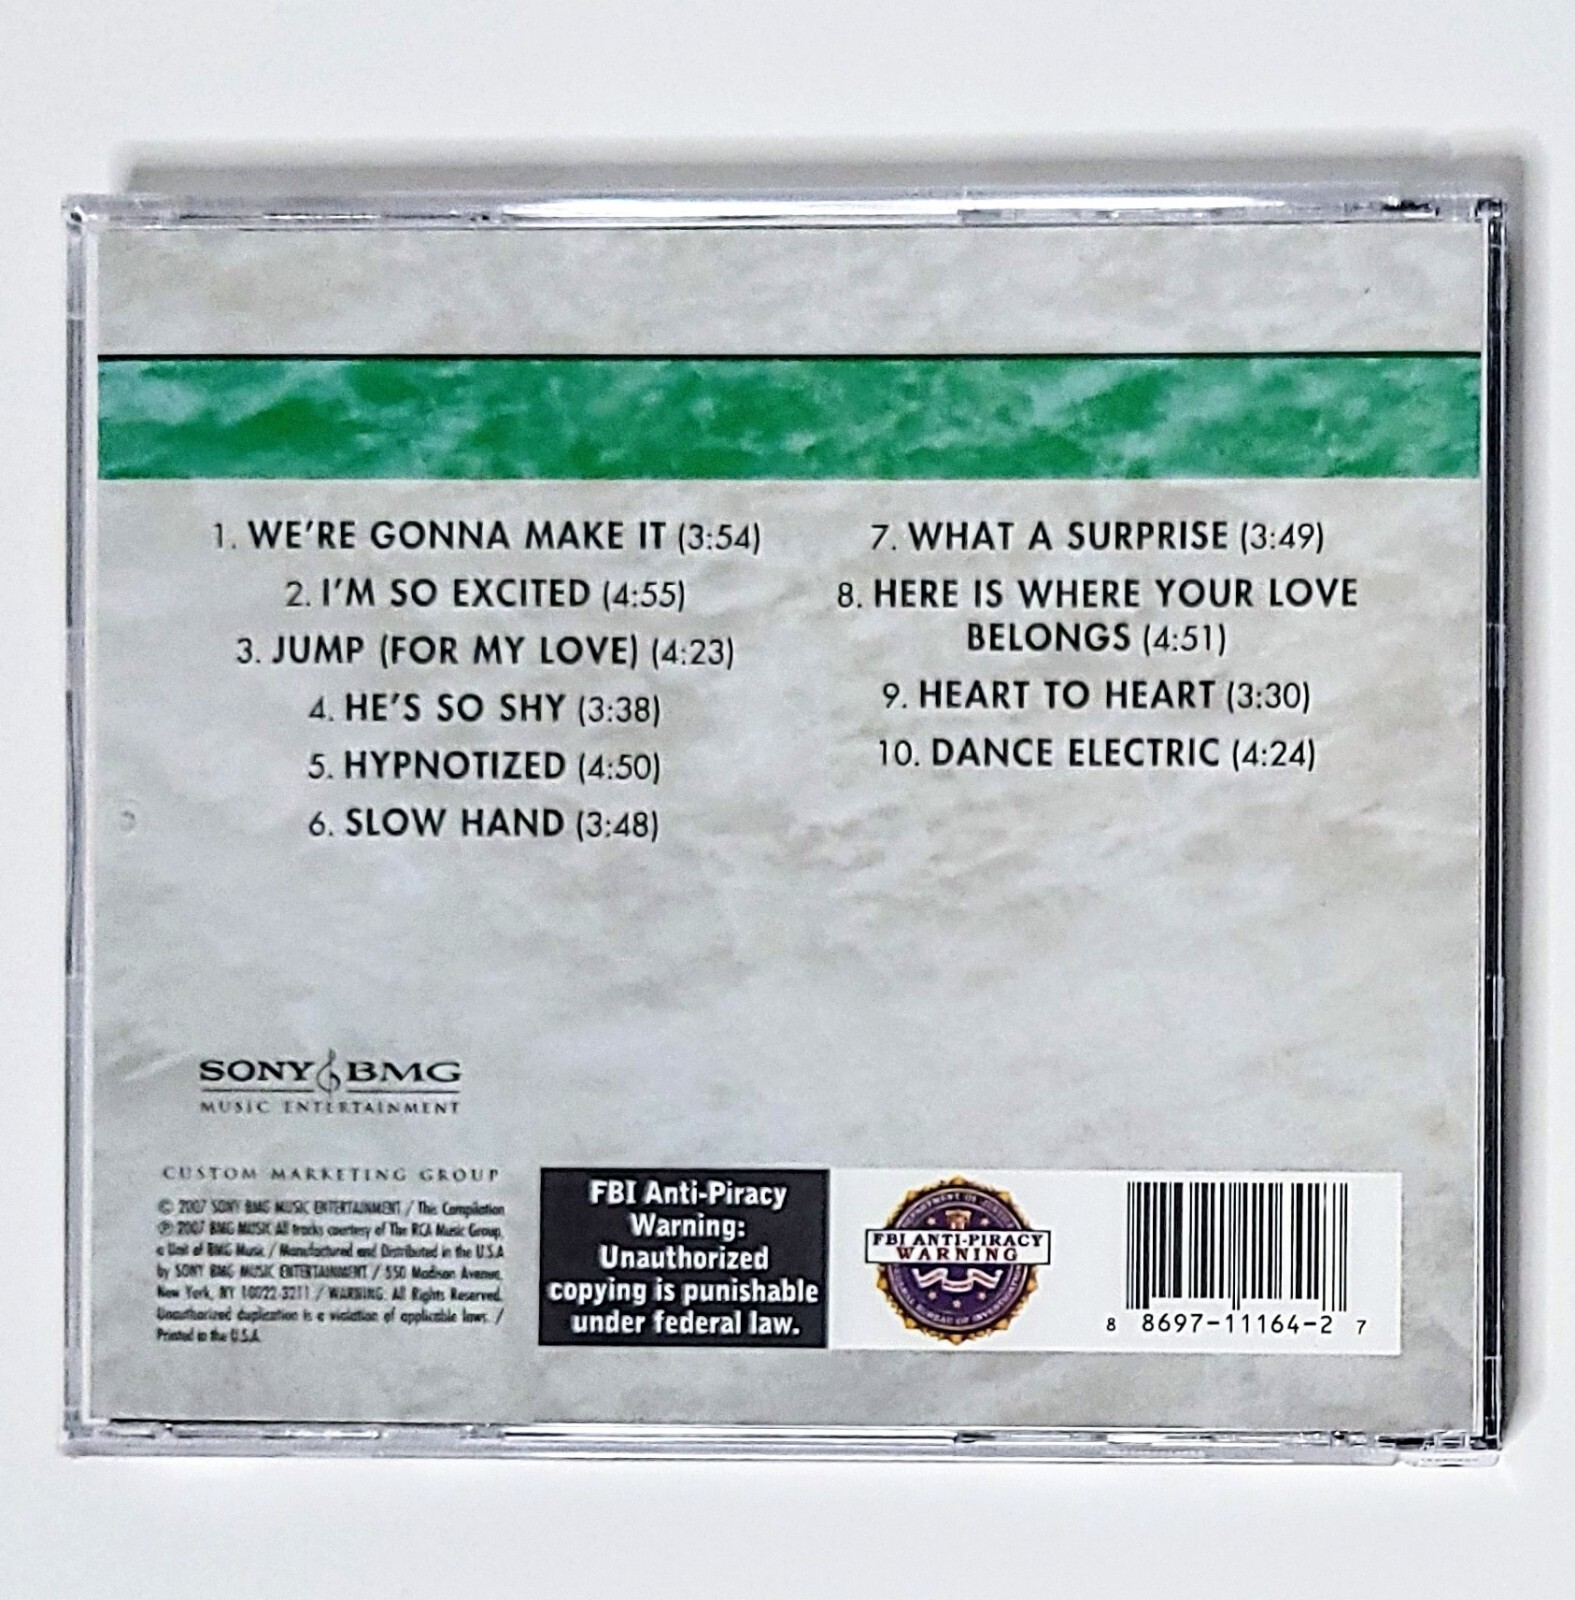 1. WE'RE GONNA MAKE IT (3:54)
2. I'M SO EXCITED (4:55)
3. JUMP (FOR MY LOVE) (4:23)
4. HE'S SO SHY (3:38)
5. HYPNOTIZED (4:50)
6. SLOW HAND (3:48)
7. WHAT A SURPRISE (3:49)
8. HERE IS WHERE YOUR LOVE
BELONGS (4:51)
9. HEART TO HEART (3:30)
10. DANCE ELECTRIC (4:24)
SONY BMG
MUSIC ENTERTAINMENT
CUSTOM MARKETING GROUP
© 2007 SONY BMG MUSIC ENTERTAINMENT / This Compilation
℗ 2007 BMG MUSIC All tracks courtesy of The RCA Music Group,
a Unit of BMG Music / Manufactured and Distributed in the U.S.A
by SONY BMG MUSIC ENTERTAINMENT / 550 Madison Avenue,
New York, NY 10022-3211 / WARNING: All Rights Reserved.
Unauthorized duplication is a violation of applicable laws. /
Printed in the U.S.A.
FBI Anti-Piracy
Warning:
Unauthorized
copying is punishable
under federal law.
FBI ANTI-PIRACY
WARNING
8 8697-11164-2 7